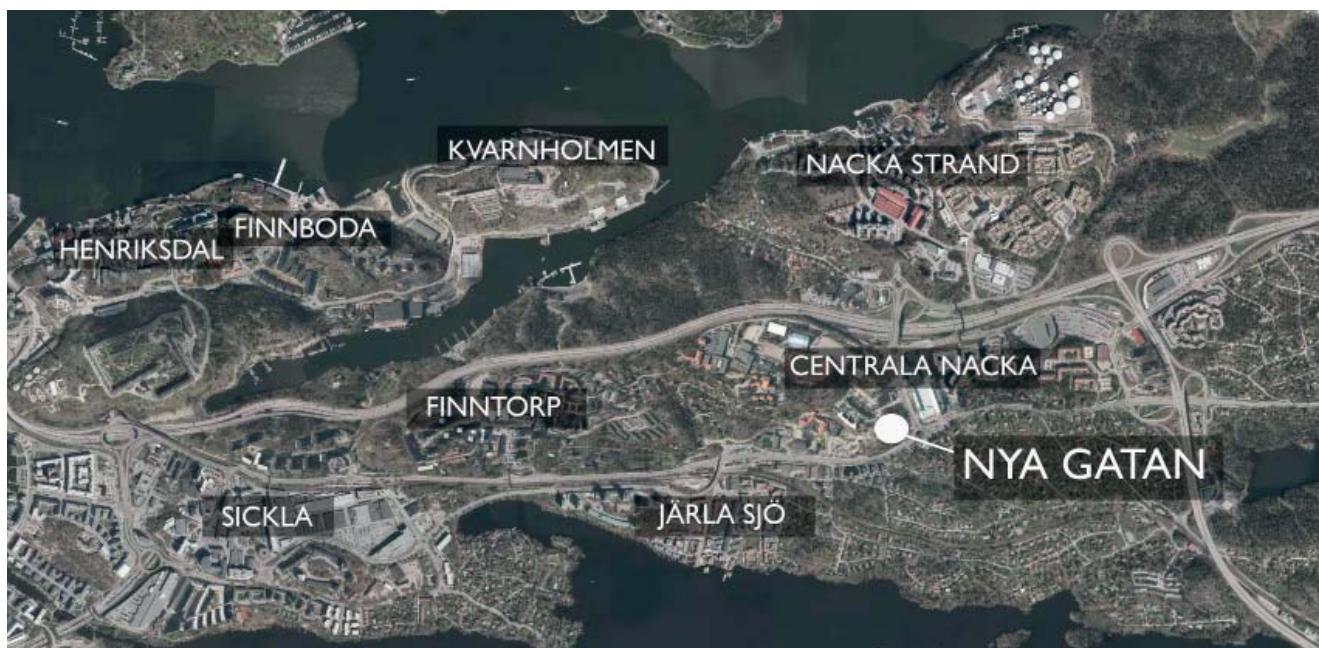 KVARNHOLMEN
NACKA STRAND
FINNBODA
HENRIKSDAL
CENTRALA NACKA
FINNTORP
NYA GATAN
SICKLA
JÄRLA SJÖ